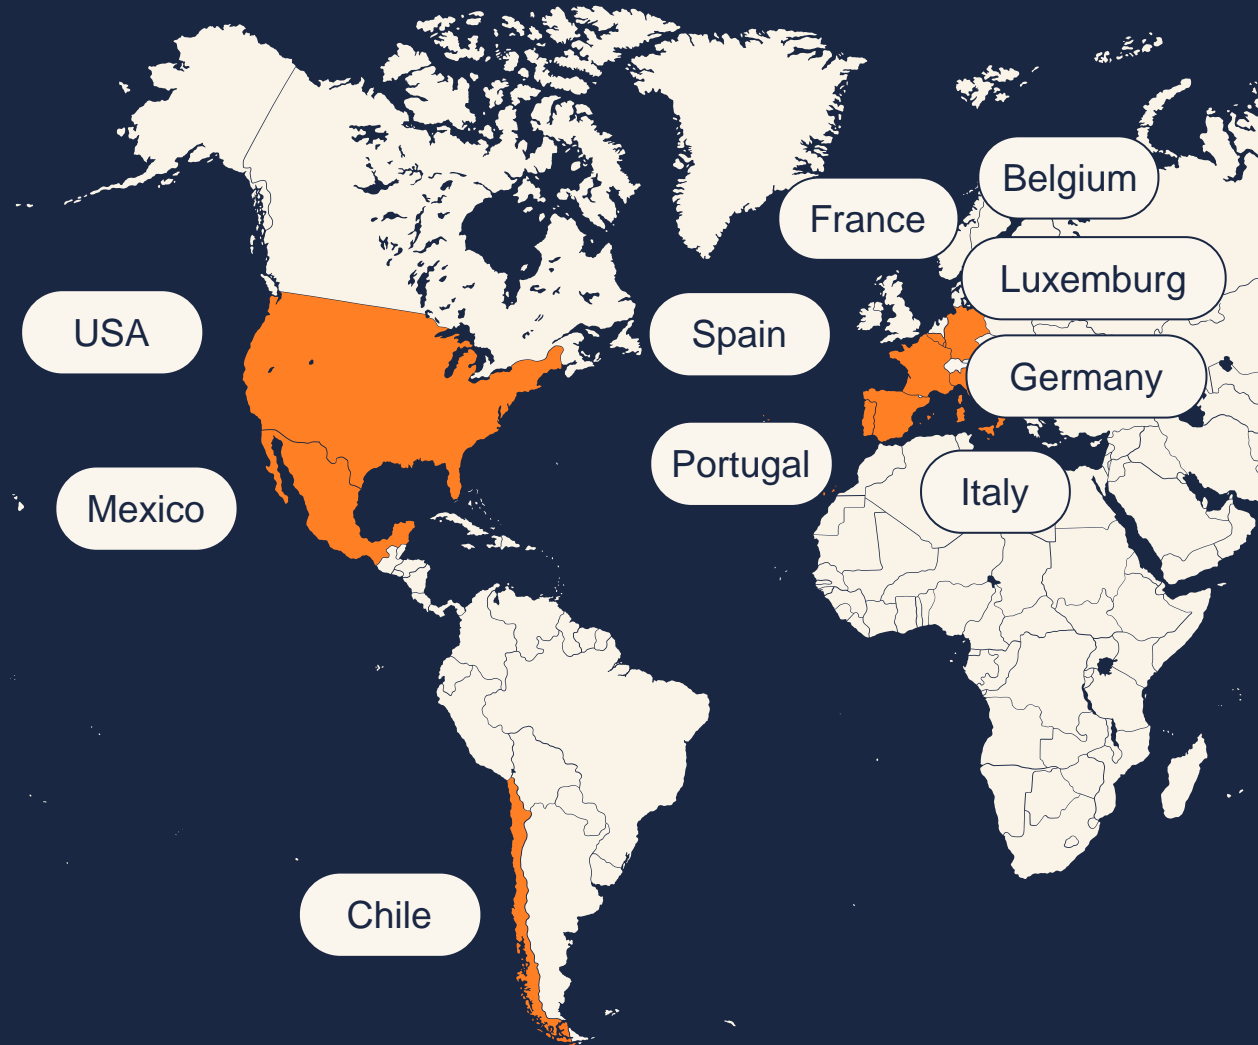 Belgium
France
Luxemburg
USA
Spain
Germany
Portugal
Italy
Mexico
Chile